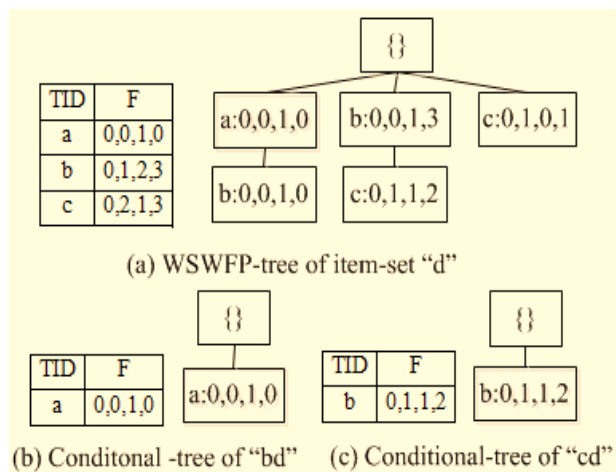 {}
TID F
a 0,0,1,0
b 0,1,2,3
c 0,2,1,3
a:0,0,1,0 b:0,0,1,3 c:0,1,0,1
b:0,0,1,0 c:0,1,1,2
(a) WSWFP-tree of item-set “d”
{} {}
TID F
a 0,0,1,0
a:0,0,1,0
TID F
b 0,1,1,2
b:0,1,1,2
(b) Conditonal -tree of “bd” (c) Conditional-tree of “cd”